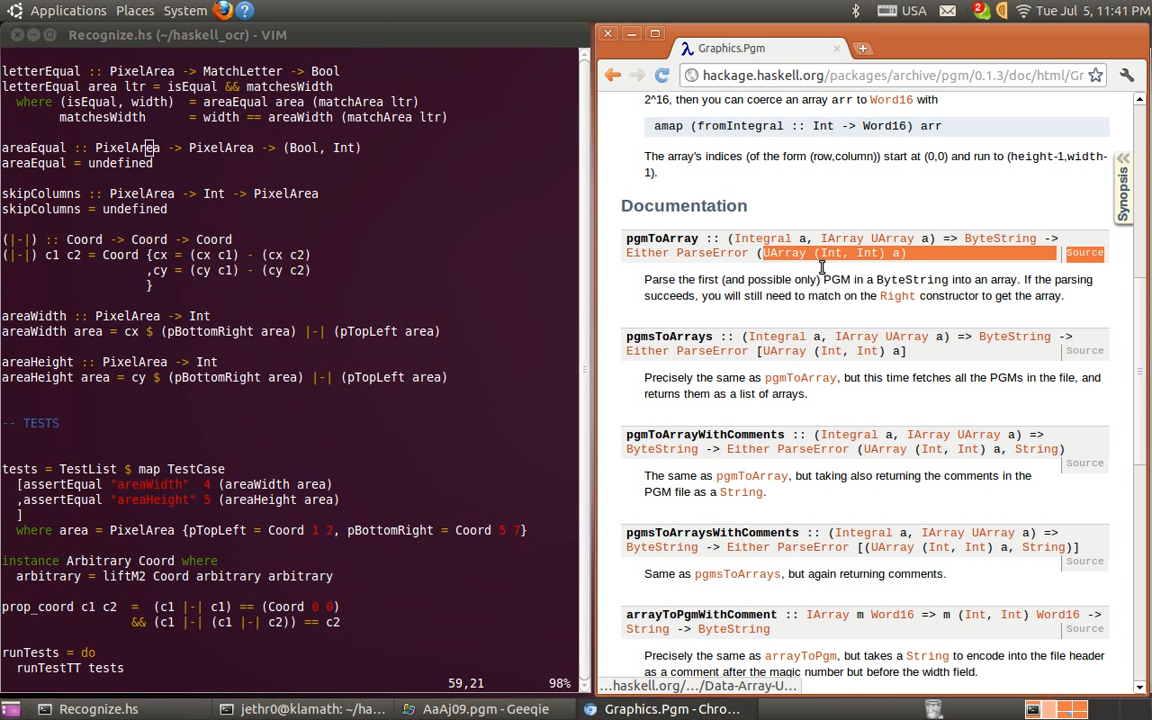 Applications Places System ? USA 2 Tue Jul 5, 11:41 PM
Recognize.hs (~/haskell_ocr) - VIM
letterEqual :: PixelArea -> MatchLetter -> Bool
letterEqual area ltr = isEqual && matchesWidth
where (isEqual, width) = areaEqual area (matchArea ltr)
matchesWidth = width == areaWidth (matchArea ltr)
areaEqual :: PixelArea -> PixelArea -> (Bool, Int)
areaEqual = undefined
skipColumns :: PixelArea -> Int -> PixelArea
skipColumns = undefined
(|-|) :: Coord -> Coord -> Coord
(|-|) c1 c2 = Coord {cx = (cx c1) - (cx c2)
,cy = (cy c1) - (cy c2)
}
areaWidth :: PixelArea -> Int
areaWidth area = cx $ (pBottomRight area) |-| (pTopLeft area)
areaHeight :: PixelArea -> Int
areaHeight area = cy $ (pBottomRight area) |-| (pTopLeft area)
-- TESTS
tests = TestList $ map TestCase
[assertEqual "areaWidth" 4 (areaWidth area)
,assertEqual "areaHeight" 5 (areaHeight area)
]
where area = PixelArea {pTopLeft = Coord 1 2, pBottomRight = Coord 5 7}
instance Arbitrary Coord where
arbitrary = liftM2 Coord arbitrary arbitrary
prop_coord c1 c2 = (c1 |-| c1) == (Coord 0 0)
&& (c1 |-| (c1 |-| c2)) == c2
runTests = do
runTestTT tests
59,21 98%
λ Graphics.Pgm
hackage.haskell.org/packages/archive/pgm/0.1.3/doc/html/Gr
2^16, then you can coerce an array arr to Word16 with
amap (fromIntegral :: Int -> Word16) arr
The array's indices (of the form (row,column)) start at (0,0) and run to (height-1,width-
1).
Synopsis
Documentation
pgmToArray :: (Integral a, IArray UArray a) => ByteString ->
Either ParseError (UArray (Int, Int) a) Source
Parse the first (and possible only) PGM in a ByteString into an array. If the parsing
succeeds, you will still need to match on the Right constructor to get the array.
pgmsToArrays :: (Integral a, IArray UArray a) => ByteString ->
Either ParseError [UArray (Int, Int) a] Source
Precisely the same as pgmToArray, but this time fetches all the PGMs in the file, and
returns them as a list of arrays.
pgmToArrayWithComments :: (Integral a, IArray UArray a) =>
ByteString -> Either ParseError (UArray (Int, Int) a, String)
Source
The same as pgmToArray, but taking also returning the comments in the
PGM file as a String.
pgmsToArraysWithComments :: (Integral a, IArray UArray a) =>
ByteString -> Either ParseError [(UArray (Int, Int) a, String)]
Source
Same as pgmsToArrays, but again returning comments.
arrayToPgmWithComment :: IArray m Word16 => m (Int, Int) Word16 ->
String -> ByteString Source
Precisely the same as arrayToPgm, but takes a String to encode into the file header
as a comment after the magic number but before the width field.
...haskell.org/.../Data-Array-U...
Recognize.hs jethr0@klamath: ~/ha... AaAj09.pgm - Geeqie Graphics.Pgm - Chro...